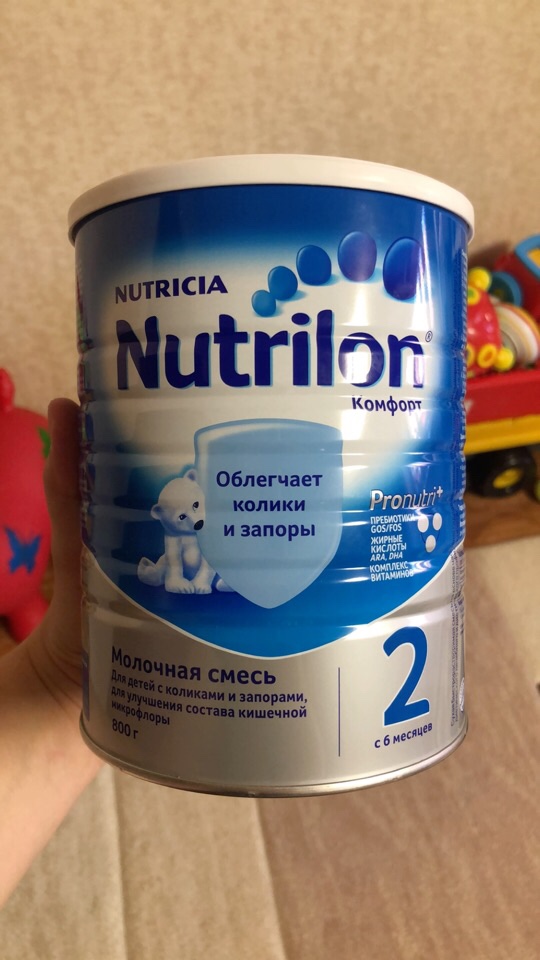 NUTRICIA
Nutrilon®
Комфорт
Облегчает
колики
и запоры
Pronutri+
ПРЕБИОТИКИ
GOS/FOS
ЖИРНЫЕ
КИСЛОТЫ
ARA, DHA
КОМПЛЕКС
ВИТАМИНОВ
Молочная смесь
Для детей с коликами и запорами,
для улучшения состава кишечной
микрофлоры
800 г
2
с 6 месяцев